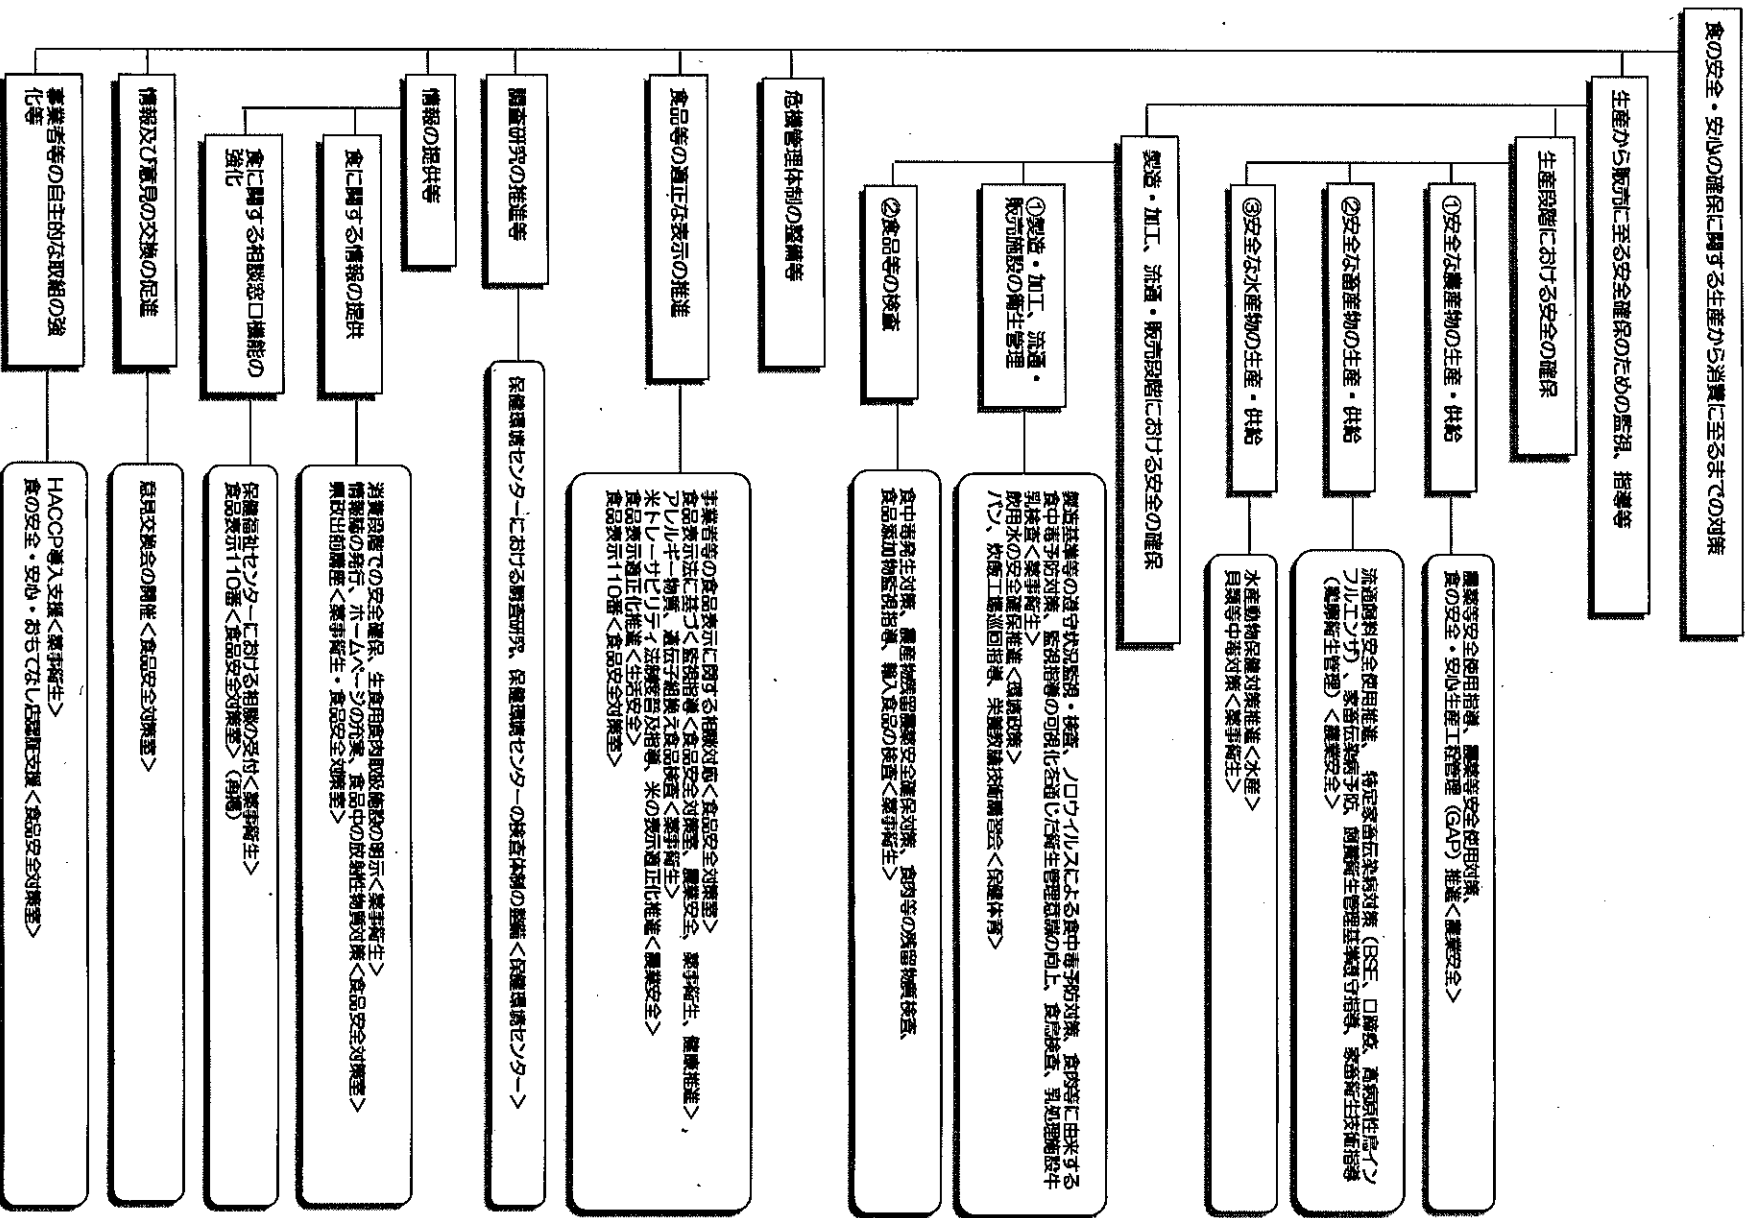 食の安全・安心の確保に関する生産から消費に至るまでの対策
生産から販売に至る安全確保のための監視、指導等
生産段階における安全の確保
①安全な農産物の生産・供給
農薬等安全使用指導、農薬等安全使用対策、
食の安全・安心生産工程管理（GAP）推進＜農業安全＞
②安全な畜産物の生産・供給
流通飼料安全使用推進、特定家畜伝染病対策（BSE、口蹄疫、高病原性鳥イン
フルエンザ）、家畜伝染病予防、飼養衛生管理基準遵守指導、家畜衛生技術指導
（動物衛生管理）＜農業安全＞
③安全な水産物の生産・供給
水産動物保健対策推進＜水産＞
貝類等中毒対策＜薬事衛生＞
製造・加工、流通・販売段階における安全の確保
①製造・加工、流通・
販売施設の衛生管理
製造基準等の遵守状況監視・検査、ノロウイルスによる食中毒予防対策、食肉等に由来する
食中毒予防対策、監視指導の可視化を通じた衛生管理意識の向上、食鳥検査、乳処理施設牛
乳検査＜薬事衛生＞
飲用水の安全確保推進＜環境政策＞
パン、炊飯工場巡回指導、栄養教諭技術講習会＜保健体育＞
②食品等の検査
食中毒発生対策、農産物残留農薬安全確保対策、食肉等の残留物質検査、
食品添加物監視指導、輸入食品の検査＜薬事衛生＞
危機管理体制の整備等
食品等の適正な表示の推進
事業者等の食品表示に関する相談対応＜食品安全対策室＞
食品表示法に基づく監視指導＜食品安全対策室、農業安全、薬事衛生、健康推進＞，
アレルギー物質、遺伝子組換え食品検査＜薬事衛生＞
米トレーサビリティ法普及指導、米の表示適正化推進＜農業安全＞
食品表示適正化推進＜生活安全＞
食品表示110番＜食品安全対策室＞
調査研究の推進等
保健環境センターにおける調査研究、保健環境センターの検査体制の整備＜保健環境センター＞
情報の提供等
食に関する情報の提供
消費段階での安全確保、生食用食肉取扱施設の明示＜薬事衛生＞
情報誌の発行、ホームページの充実、食品中の放射性物質対策＜食品安全対策室＞
県政出前講座＜薬事衛生・食品安全対策室＞
食に関する相談窓口機能の
強化
保健福祉センターにおける相談の受付＜薬事衛生＞
食品表示110番＜食品安全対策室＞（再掲）
情報及び意見の交換の促進
意見交換会の開催＜食品安全対策室＞
事業者等の自主的な取組の強
化等
HACCP導入支援＜薬事衛生＞
食の安全・安心・おもてなし店認証支援＜食品安全対策室＞